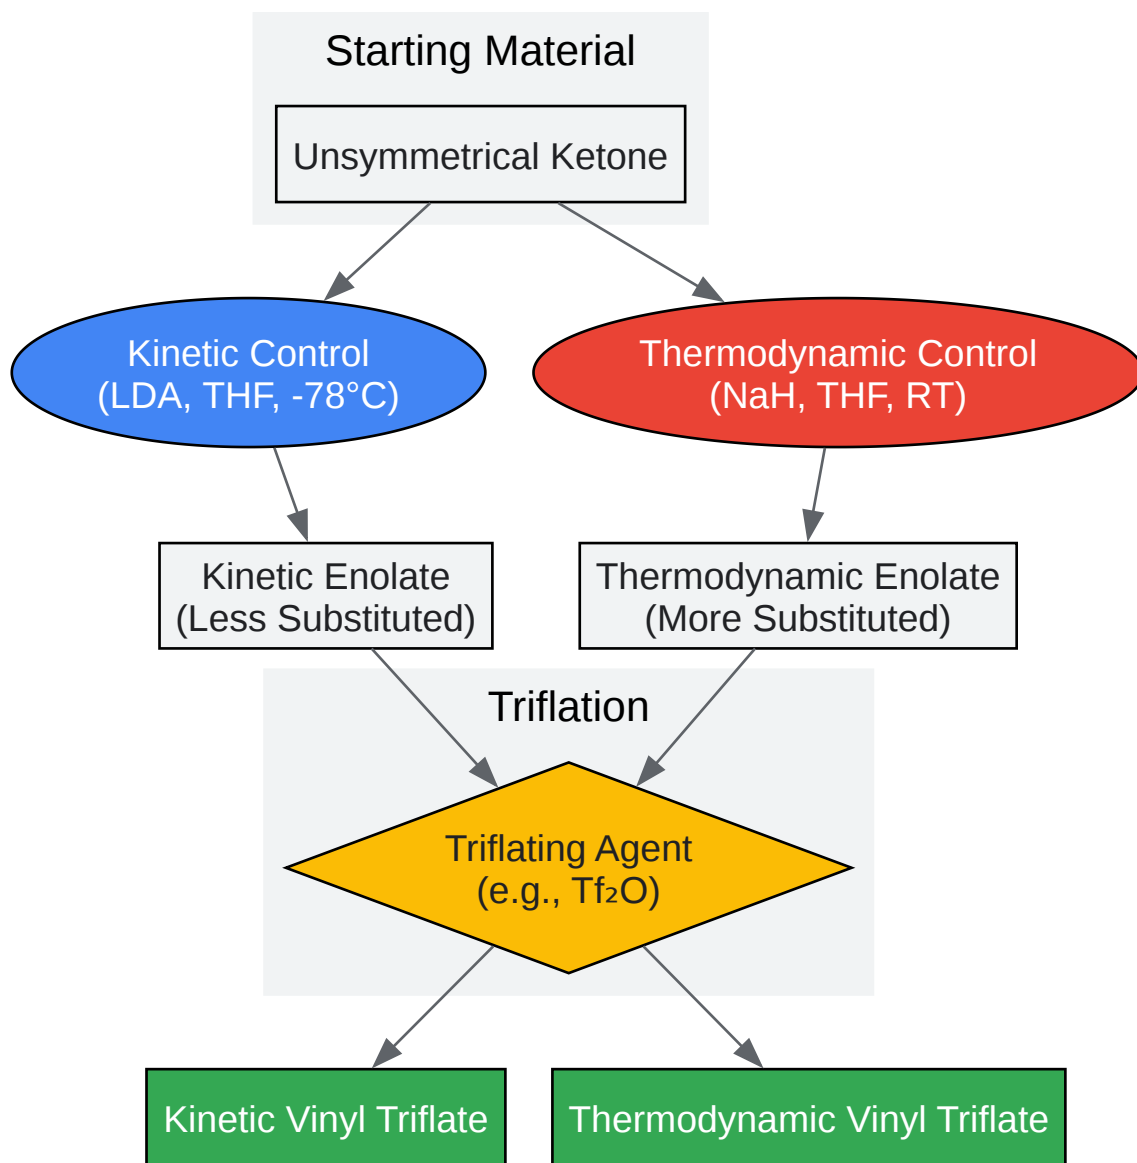 Starting Material
Unsymmetrical Ketone
Kinetic Control
(LDA, THF, -78°C)
Thermodynamic Control
(NaH, THF, RT)
Kinetic Enolate
(Less Substituted)
Thermodynamic Enolate
(More Substituted)
Triflation
Triflating Agent
(e.g., Tf₂O)
Kinetic Vinyl Triflate
Thermodynamic Vinyl Triflate